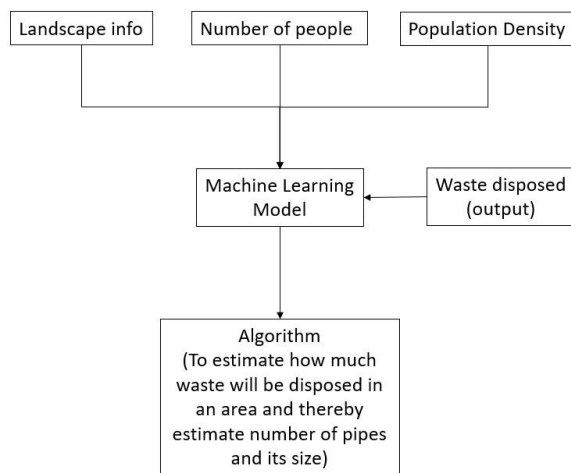 Landscape info
Number of people
Population Density
Machine Learning
Model
Waste disposed
(output)
Algorithm
(To estimate how much
waste will be disposed in
an area and thereby
estimate number of pipes
and its size)